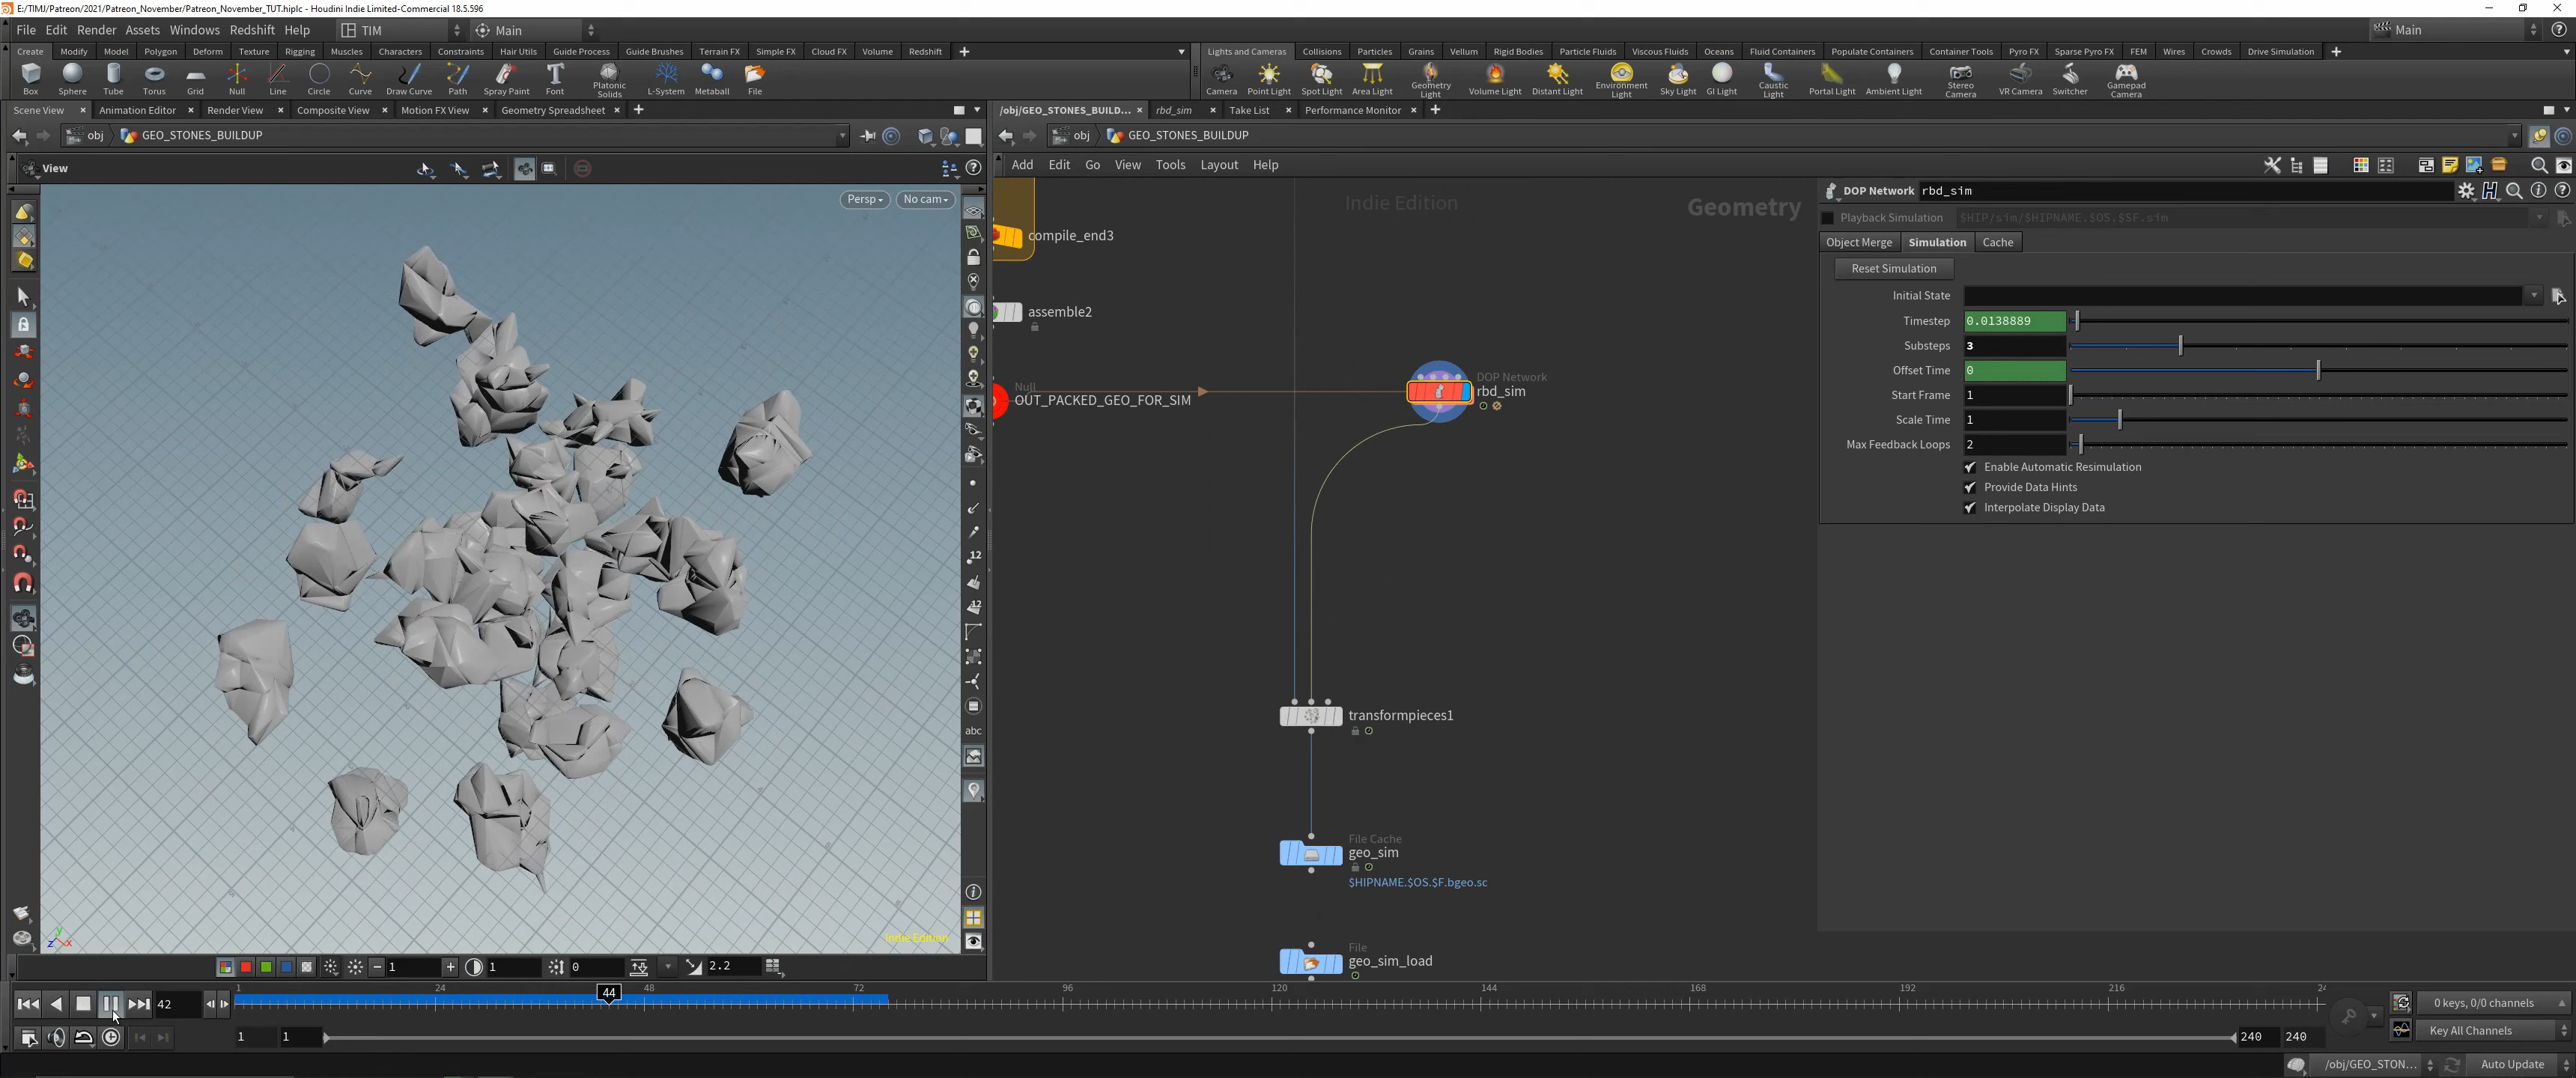 E:/TIMJ/Patreon/2021/Patreon_November/Patreon_November_TUT.hiplc - Houdini Indie Limited-Commercial 18.5.596
File Edit Render Assets Windows Redshift Help TIM Main Main
Create Modify Model Polygon Deform Texture Rigging Muscles Characters Constraints Hair Utils Guide Process Guide Brushes Terrain FX Simple FX Cloud FX Volume Redshift
Lights and Cameras Collisions Particles Grains Vellum Rigid Bodies Particle Fluids Viscous Fluids Oceans Fluid Containers Populate Containers Container Tools Pyro FX Sparse Pyro FX FEM Wires Crowds Drive Simulation
Box Sphere Tube Torus Grid Null Line Circle Curve Draw Curve Path Spray Paint Font Platonic Solids L-System Metaball File
Camera Point Light Spot Light Area Light Geometry Light Volume Light Distant Light Environment Light Sky Light GI Light Caustic Light Portal Light Ambient Light Stereo Camera VR Camera Switcher Gamepad Camera
Scene View Animation Editor Render View Composite View Motion FX View Geometry Spreadsheet
/obj/GEO_STONES_BUILD... rbd_sim Take List Performance Monitor
obj GEO_STONES_BUILDUP
obj GEO_STONES_BUILDUP
View
Add Edit Go View Tools Layout Help
Persp No cam
Indie Edition
Geometry
compile_end3
assemble2
Null
OUT_PACKED_GEO_FOR_SIM
DOP Network
rbd_sim
transformpieces1
File Cache
geo_sim
$HIPNAME.$OS.$F.bgeo.sc
File
geo_sim_load
DOP Network rbd_sim
Playback Simulation $HIP/sim/$HIPNAME.$OS.$SF.sim
Object Merge Simulation Cache
Reset Simulation
Initial State
Timestep 0.0138889
Substeps 3
Offset Time 0
Start Frame 1
Scale Time 1
Max Feedback Loops 2
Enable Automatic Resimulation
Provide Data Hints
Interpolate Display Data
12
12
abc
y
z x
Indie Edition
1 1 0 2.2
42 1 24 44 48 72 96 120 144 168 192 216 24
1 1 240 240
0 keys, 0/0 channels
Key All Channels
/obj/GEO_STON... Auto Update